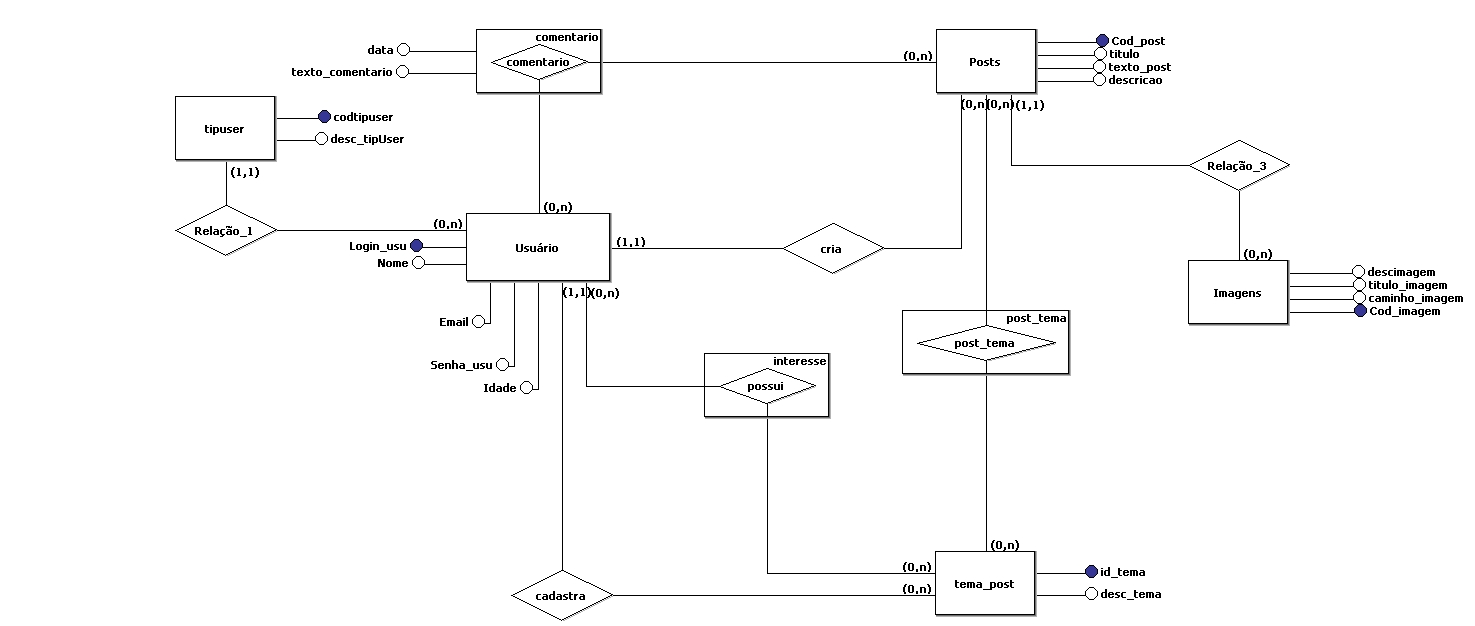 comentario
data
comentario
texto_comentario
(0,n)
Posts
Cod_post
titulo
texto_post
descricao
(0,n)
(0,n)
(1,1)
tipuser
codtipuser
desc_tipUser
(1,1)
Relação_3
Relação_1
(0,n)
(0,n)
Login_usu
Nome
Usuário
(1,1)
cria
(0,n)
Imagens
descimagem
titulo_imagem
caminho_imagem
Cod_imagem
(1,1)
(0,n)
Email
Senha_usu
Idade
interesse
possui
post_tema
post_tema
(0,n)
(0,n)
(0,n)
cadastra
tema_post
id_tema
desc_tema